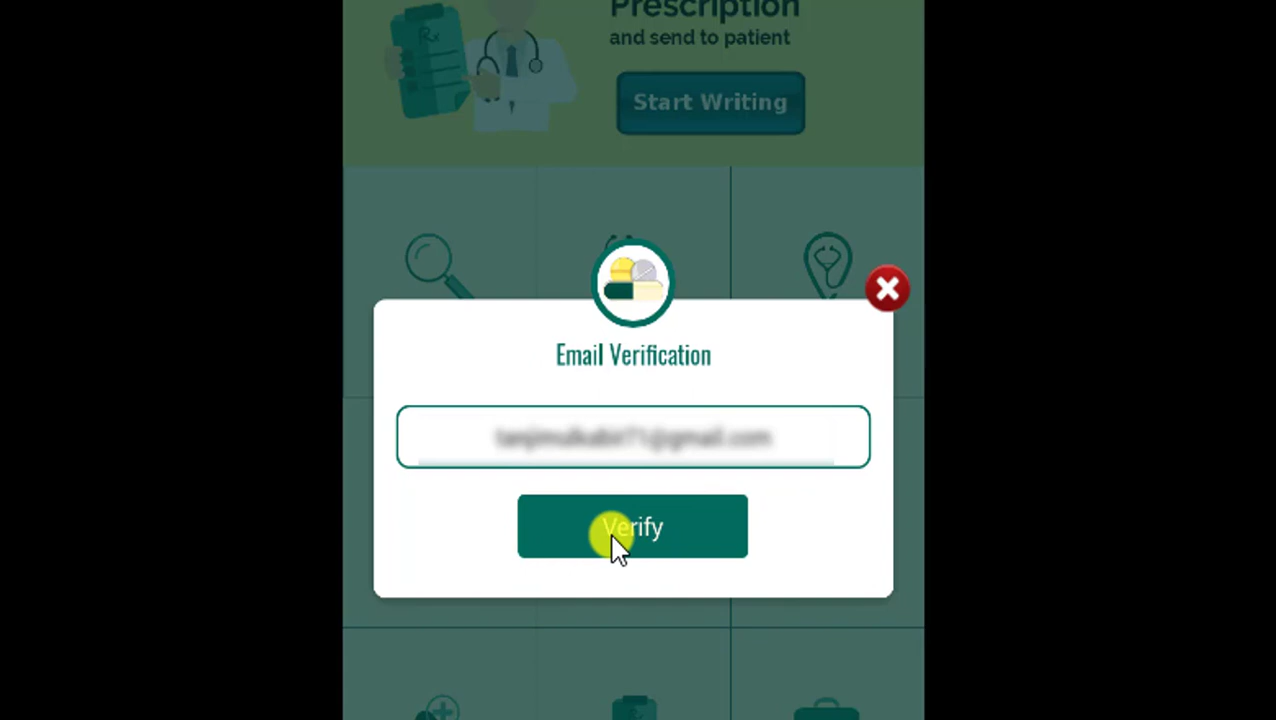 Prescription
and send to patient
Start Writing
Email Verification
Verify